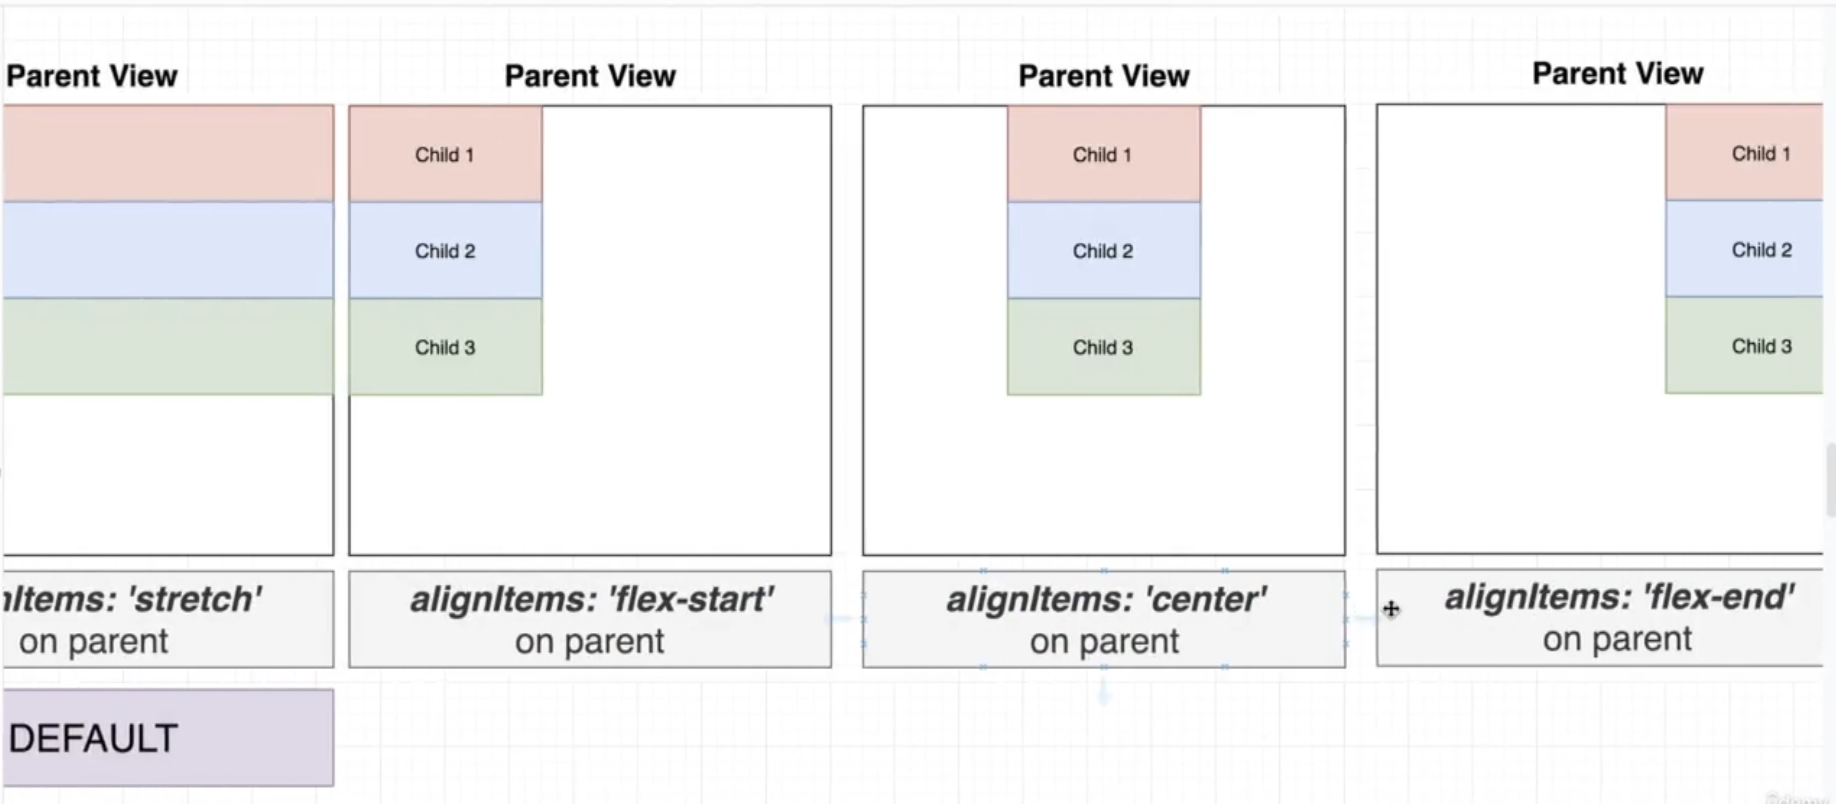 Parent View
Parent View
Parent View
Parent View
Child 1
Child 2
Child 3
Child 1
Child 2
Child 3
Child 1
Child 2
Child 3
nItems: 'stretch'
on parent
alignItems: 'flex-start'
on parent
alignItems: 'center'
on parent
alignItems: 'flex-end'
on parent
DEFAULT